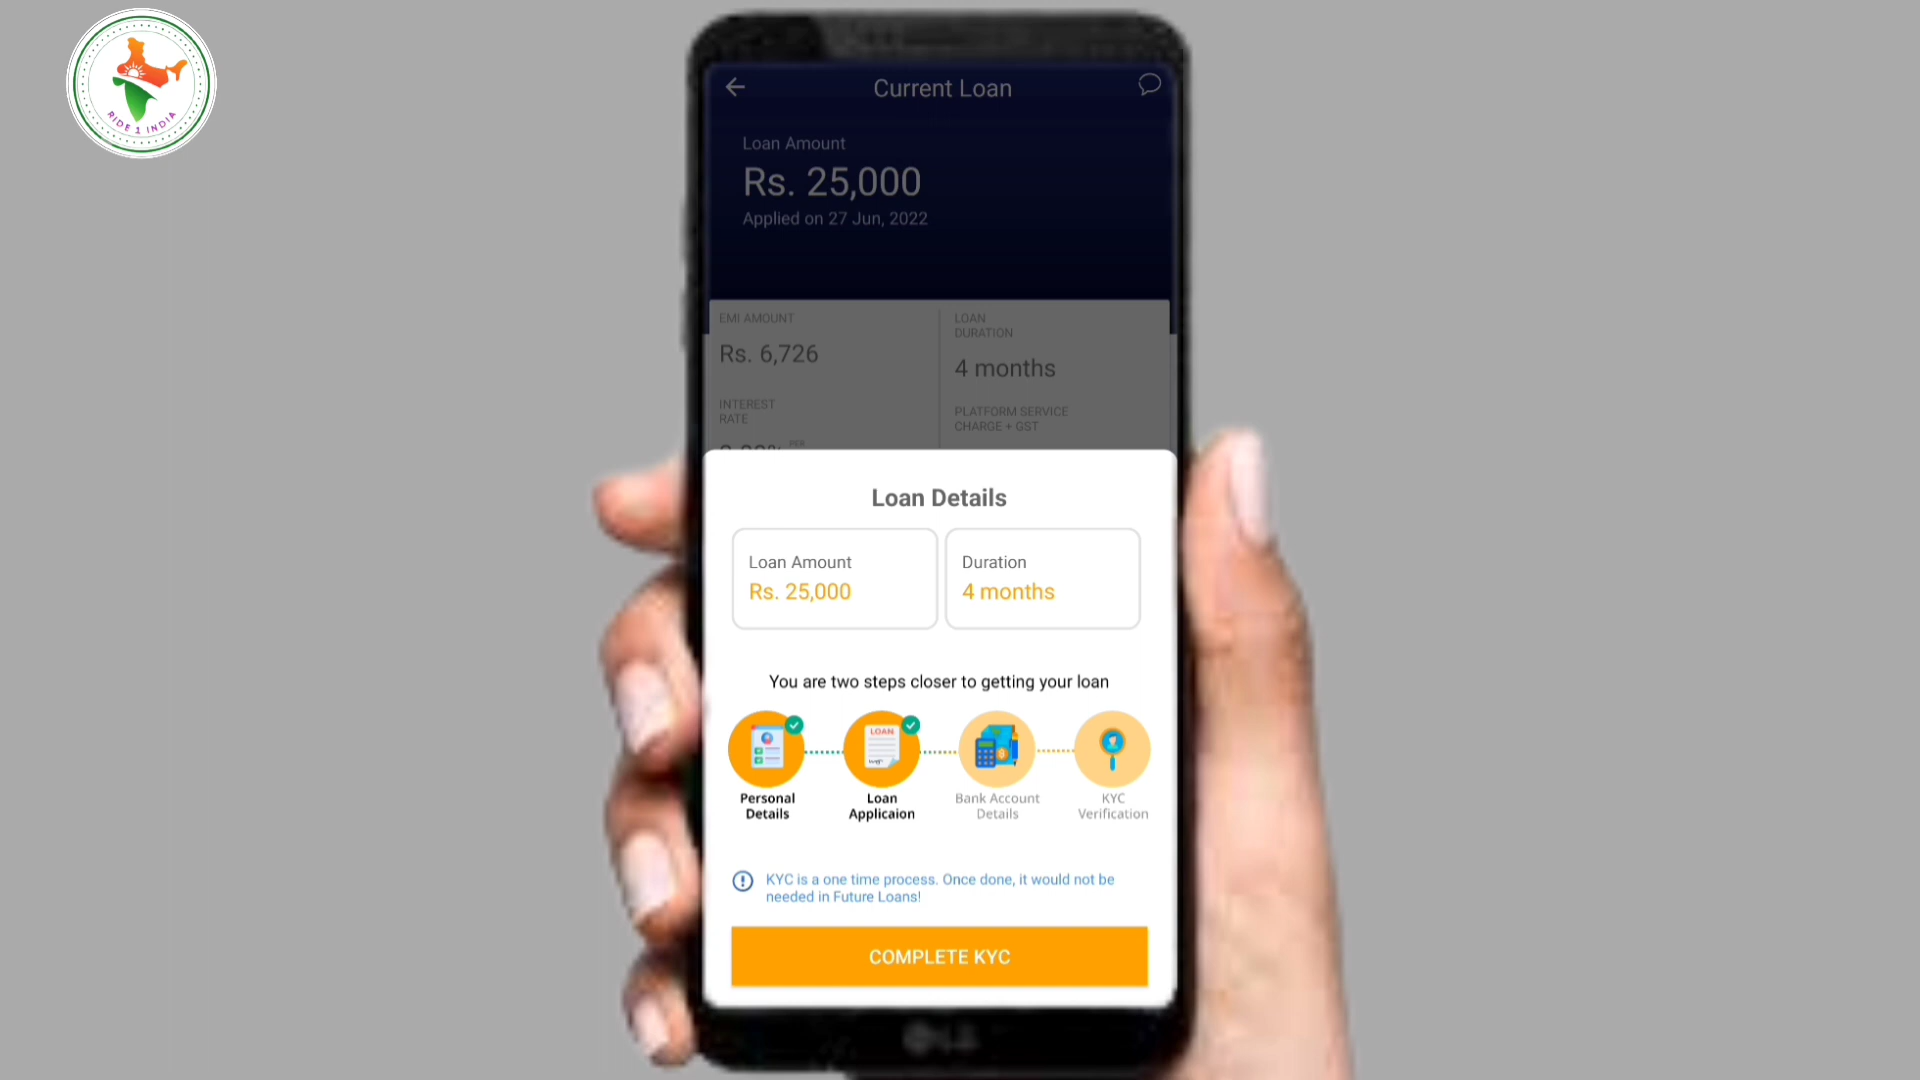 RIDE 1 INDIA
Current Loan
Loan Amount
Rs. 25,000
Applied on 27 Jun, 2022
EMI AMOUNT
Rs. 6,726
LOAN
DURATION
4 months
INTEREST
RATE
PER
PLATFORM SERVICE
CHARGE + GST
Loan Details
Loan Amount
Rs. 25,000
Duration
4 months
You are two steps closer to getting your loan
LOAN
Personal
Details
Loan
Applicaion
Bank Account
Details
KYC
Verification
KYC is a one time process. Once done, it would not be
needed in Future Loans!
COMPLETE KYC